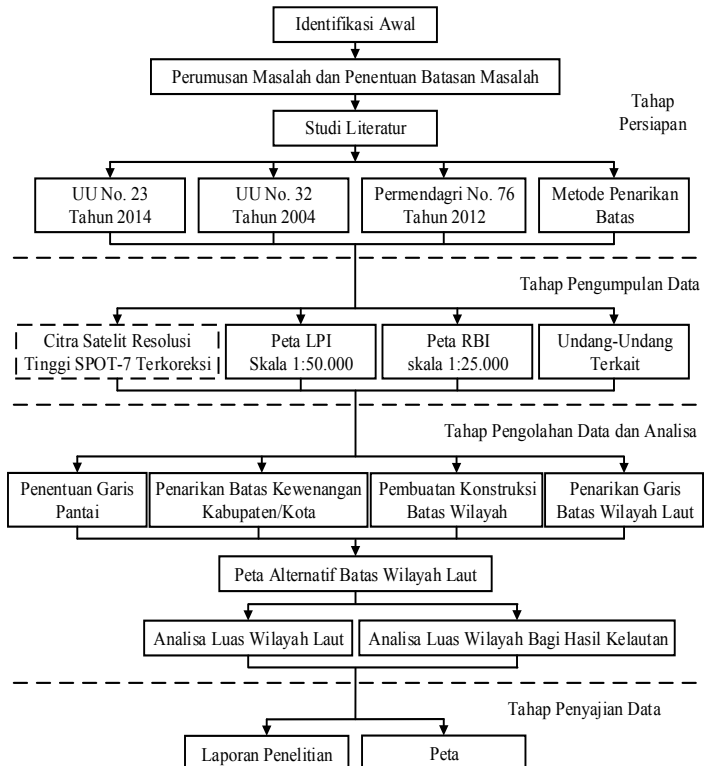 Identifikasi Awal
Perumusan Masalah dan Penentuan Batasan Masalah
Studi Literatur
Tahap
Persiapan
UU No. 23
Tahun 2014
UU No. 32
Tahun 2004
Permendagri No. 76
Tahun 2012
Metode Penarikan
Batas
Tahap Pengumpulan Data
Citra Satelit Resolusi
Tinggi SPOT-7 Terkoreksi
Peta LPI
Skala 1:50.000
Peta RBI
skala 1:25.000
Undang-Undang
Terkait
Tahap Pengolahan Data dan Analisa
Penentuan Garis
Pantai
Penarikan Batas Kewenangan
Kabupaten/Kota
Pembuatan Konstruksi
Batas Wilayah
Penarikan Garis
Batas Wilayah Laut
Peta Alternatif Batas Wilayah Laut
Analisa Luas Wilayah Laut
Analisa Luas Wilayah Bagi Hasil Kelautan
Tahap Penyajian Data
Laporan Penelitian
Peta